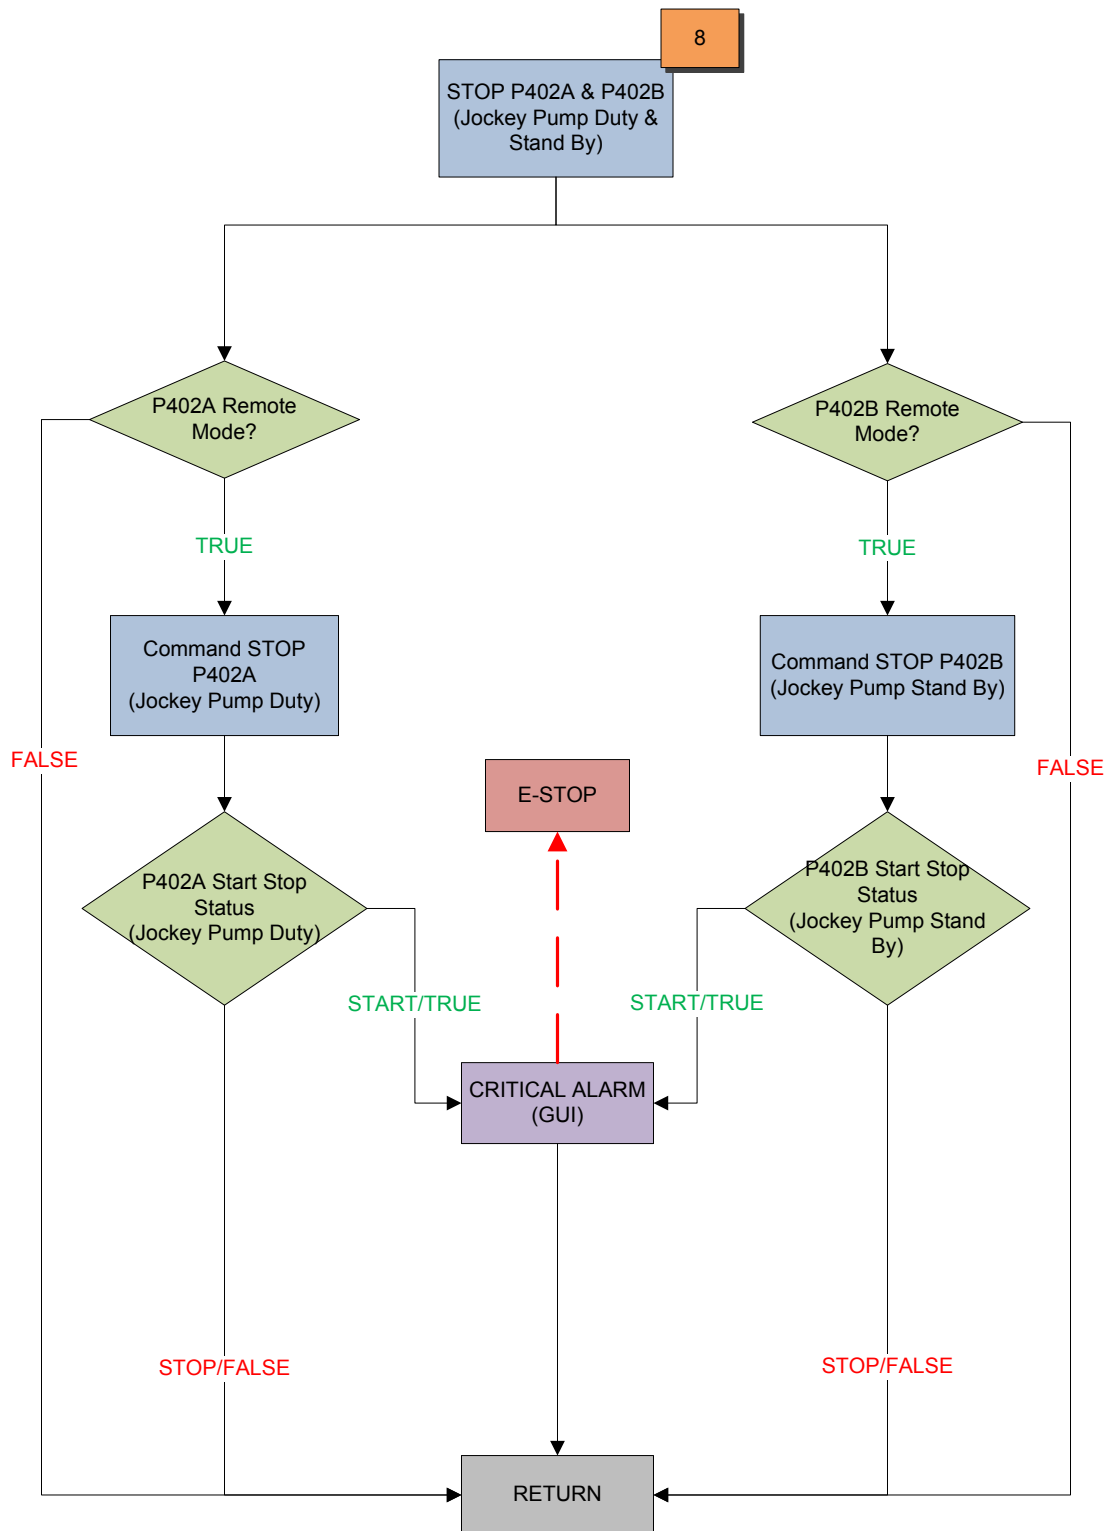 8
STOP P402A & P402B
(Jockey Pump Duty &
Stand By)
P402A Remote
Mode?
P402B Remote
Mode?
TRUE
TRUE
Command STOP
P402A
(Jockey Pump Duty)
Command STOP P402B
(Jockey Pump Stand By)
FALSE
FALSE
E-STOP
P402A Start Stop
Status
(Jockey Pump Duty)
P402B Start Stop
Status
(Jockey Pump Stand
By)
START/TRUE
START/TRUE
CRITICAL ALARM
(GUI)
STOP/FALSE
STOP/FALSE
RETURN